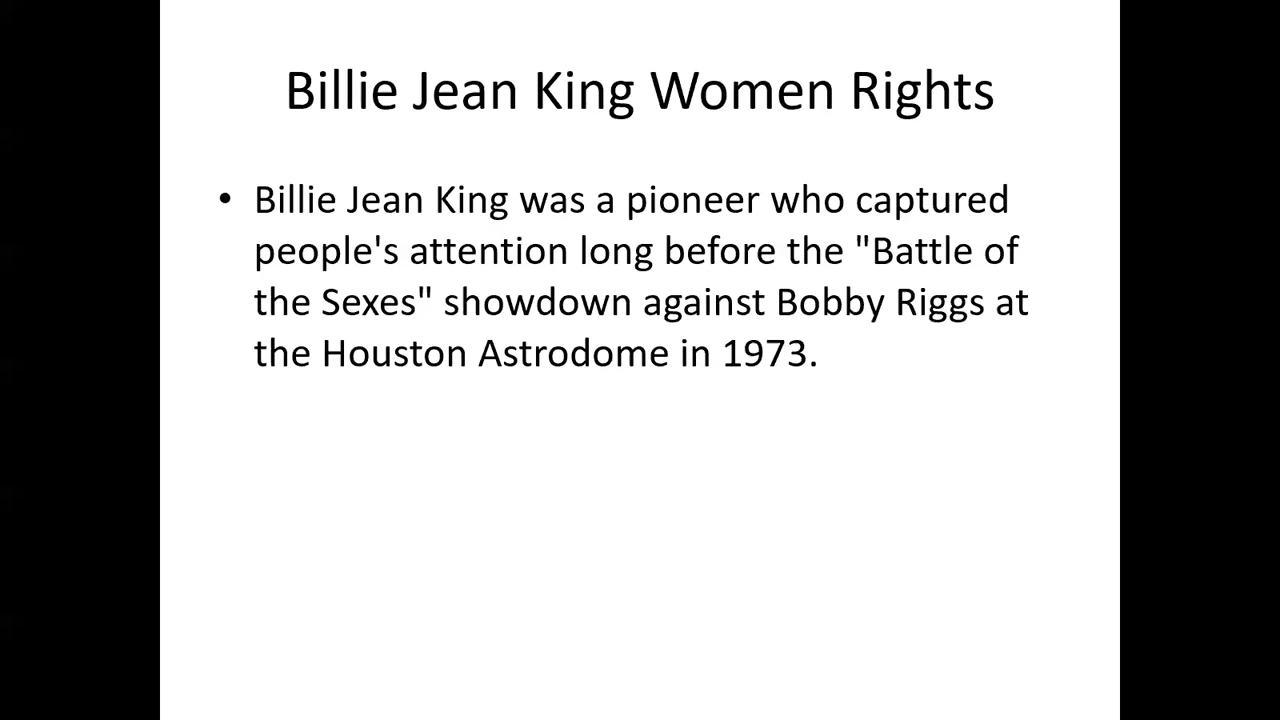 Billie Jean King Women Rights
• Billie Jean King was a pioneer who captured
people's attention long before the "Battle of
the Sexes" showdown against Bobby Riggs at
the Houston Astrodome in 1973.